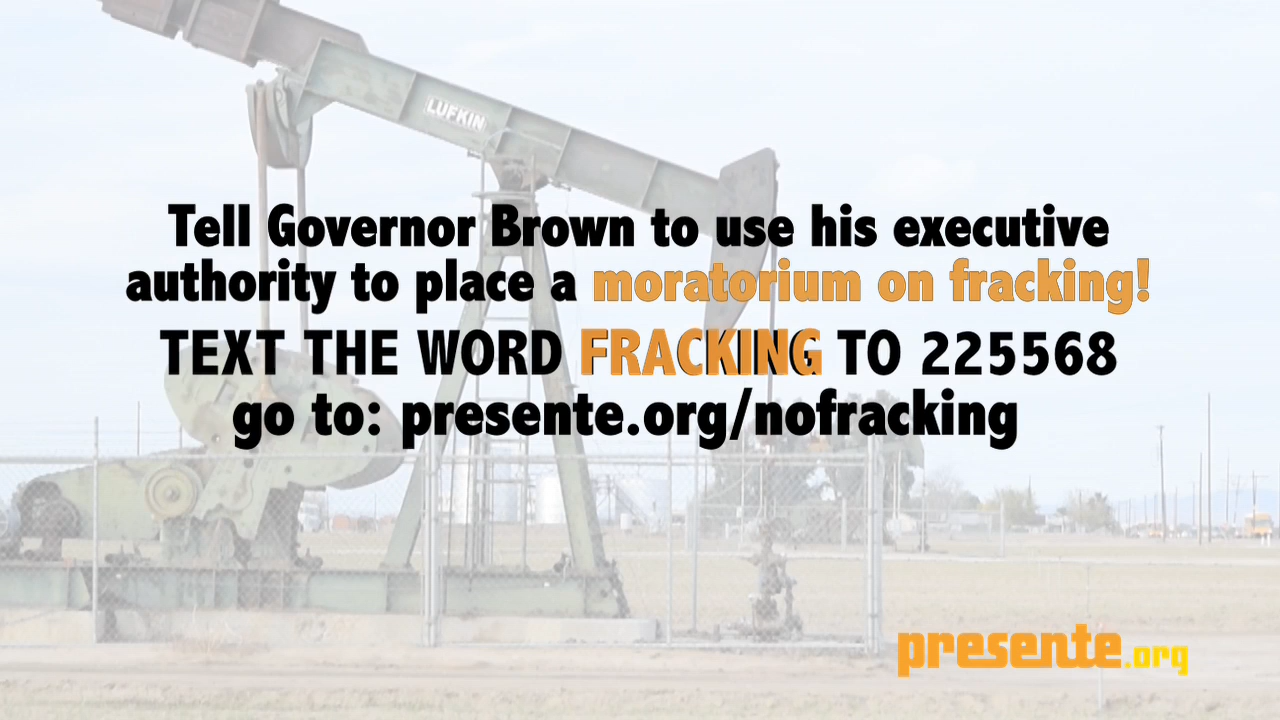 LUFKIN
Tell Governor Brown to use his executive
authority to place a moratorium on fracking!
TEXT THE WORD FRACKING TO 225568
go to: presente.org/nofracking
presente.org